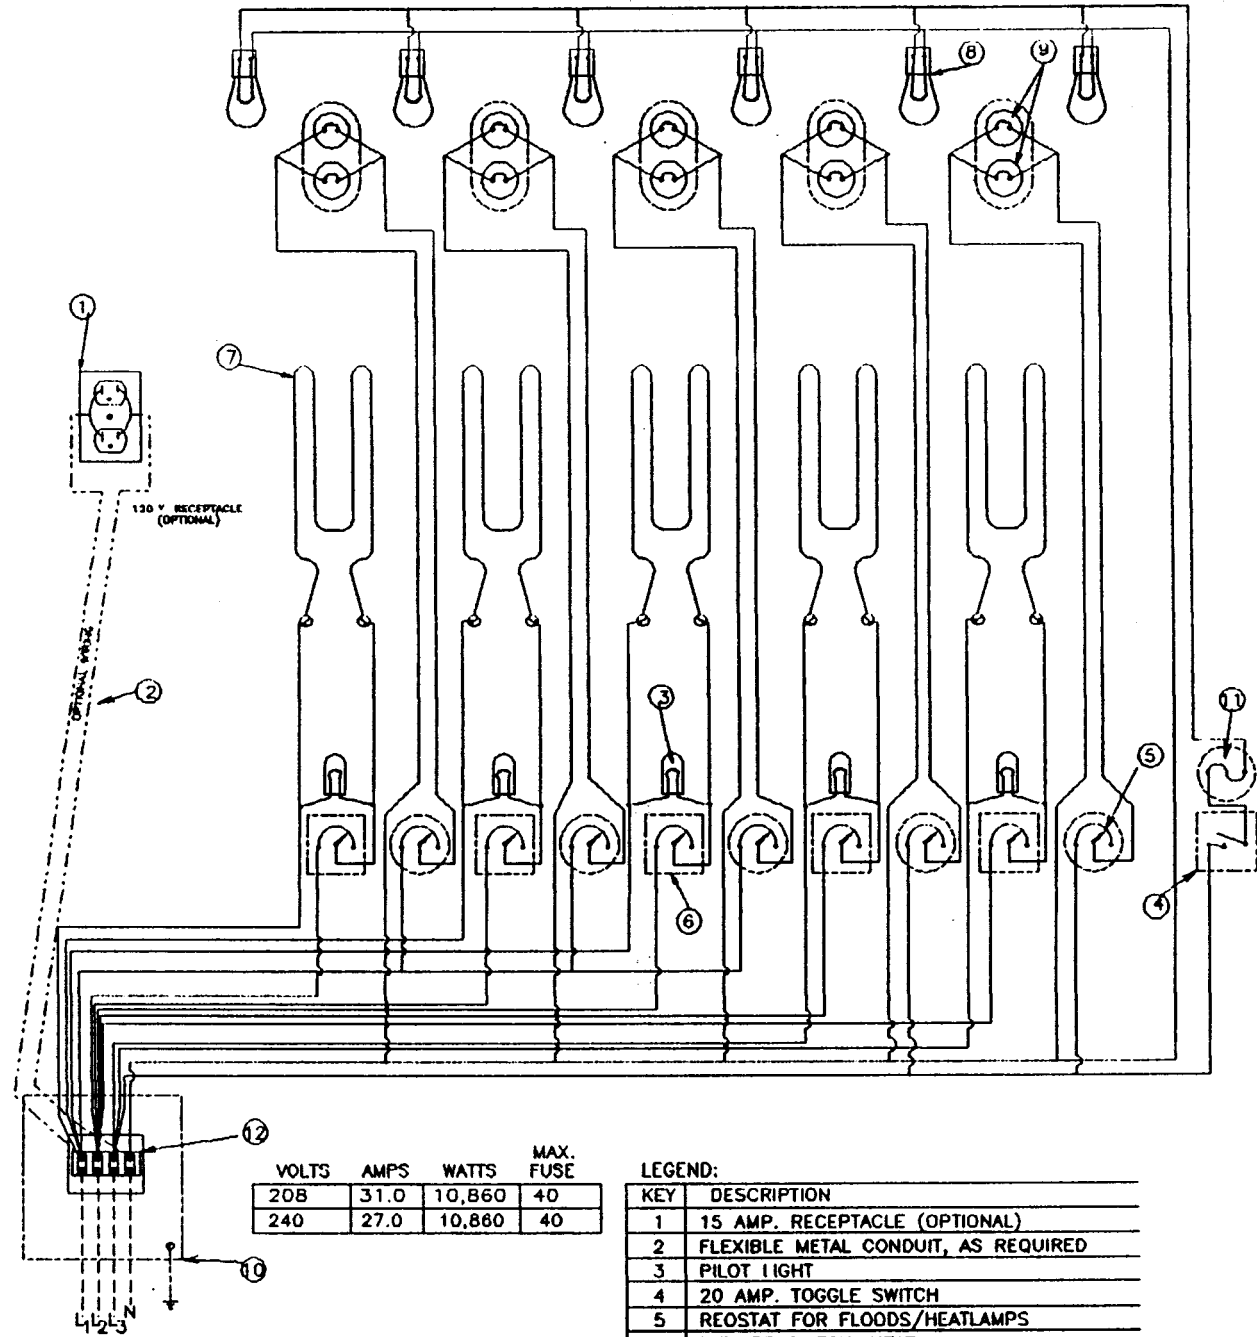 8
9
1
7
130 V. RECEPTACLE
(OPTIONAL)
OPTIONAL WIRING
2
3
11
5
6
4
12
10
L1 L2 L3 N
VOLTS AMPS WATTS MAX. FUSE
208 31.0 10,860 40
240 27.0 10,860 40
LEGEND:
KEY DESCRIPTION
1 15 AMP. RECEPTACLE (OPTIONAL)
2 FLEXIBLE METAL CONDUIT, AS REQUIRED
3 PILOT LIGHT
4 20 AMP. TOGGLE SWITCH
5 REOSTAT FOR FLOODS/HEATLAMPS